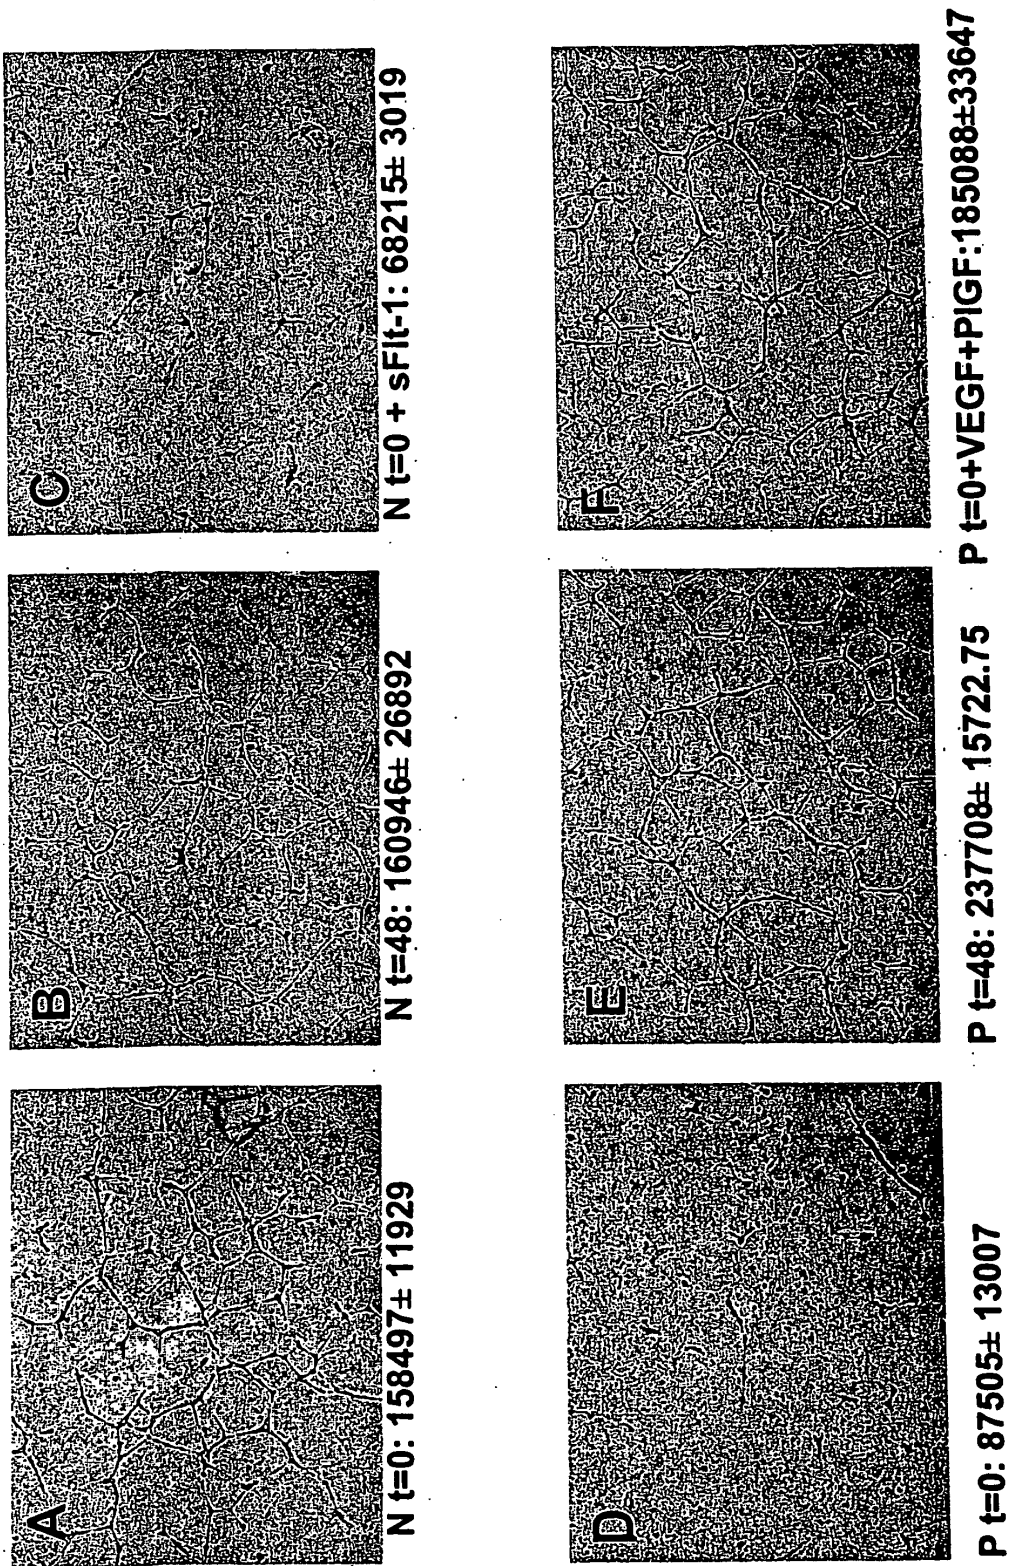 A
N t=0: 158497± 11929
B
N t=48: 160946± 26892
C
N t=0 + sFlt-1: 68215± 3019
D
P t=0: 87505± 13007
E
P t=48: 237708± 15722.75
F
P t=0+VEGF+PlGF:185088±33647